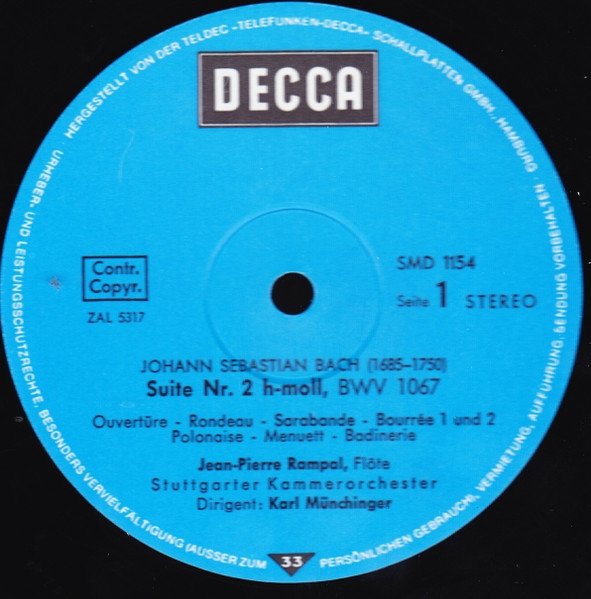 HERGESTELLT VON DER TELDEC »TELEFUNKEN-DECCA« SCHALLPLATTEN GMBH., HAMBURG ·
DECCA
Contr.
Copyr.
ZAL 5317
SMD 1154
Seite 1 STEREO
JOHANN SEBASTIAN BACH (1685–1750)
Suite Nr. 2 h-moll, BWV 1067
Ouvertüre - Rondeau - Sarabande - Bourrée 1 und 2
Polonaise - Menuett - Badinerie
Jean-Pierre Rampal, Flöte
Stuttgarter Kammerorchester
Dirigent: Karl Münchinger
URHEBER- UND LEISTUNGSSCHUTZRECHTE, BESONDERS VERVIELFÄLTIGUNG (AUSSER ZUM
33
PERSÖNLICHEN GEBRAUCH), VERMIETUNG, AUFFÜHRUNG, SENDUNG VORBEHALTEN